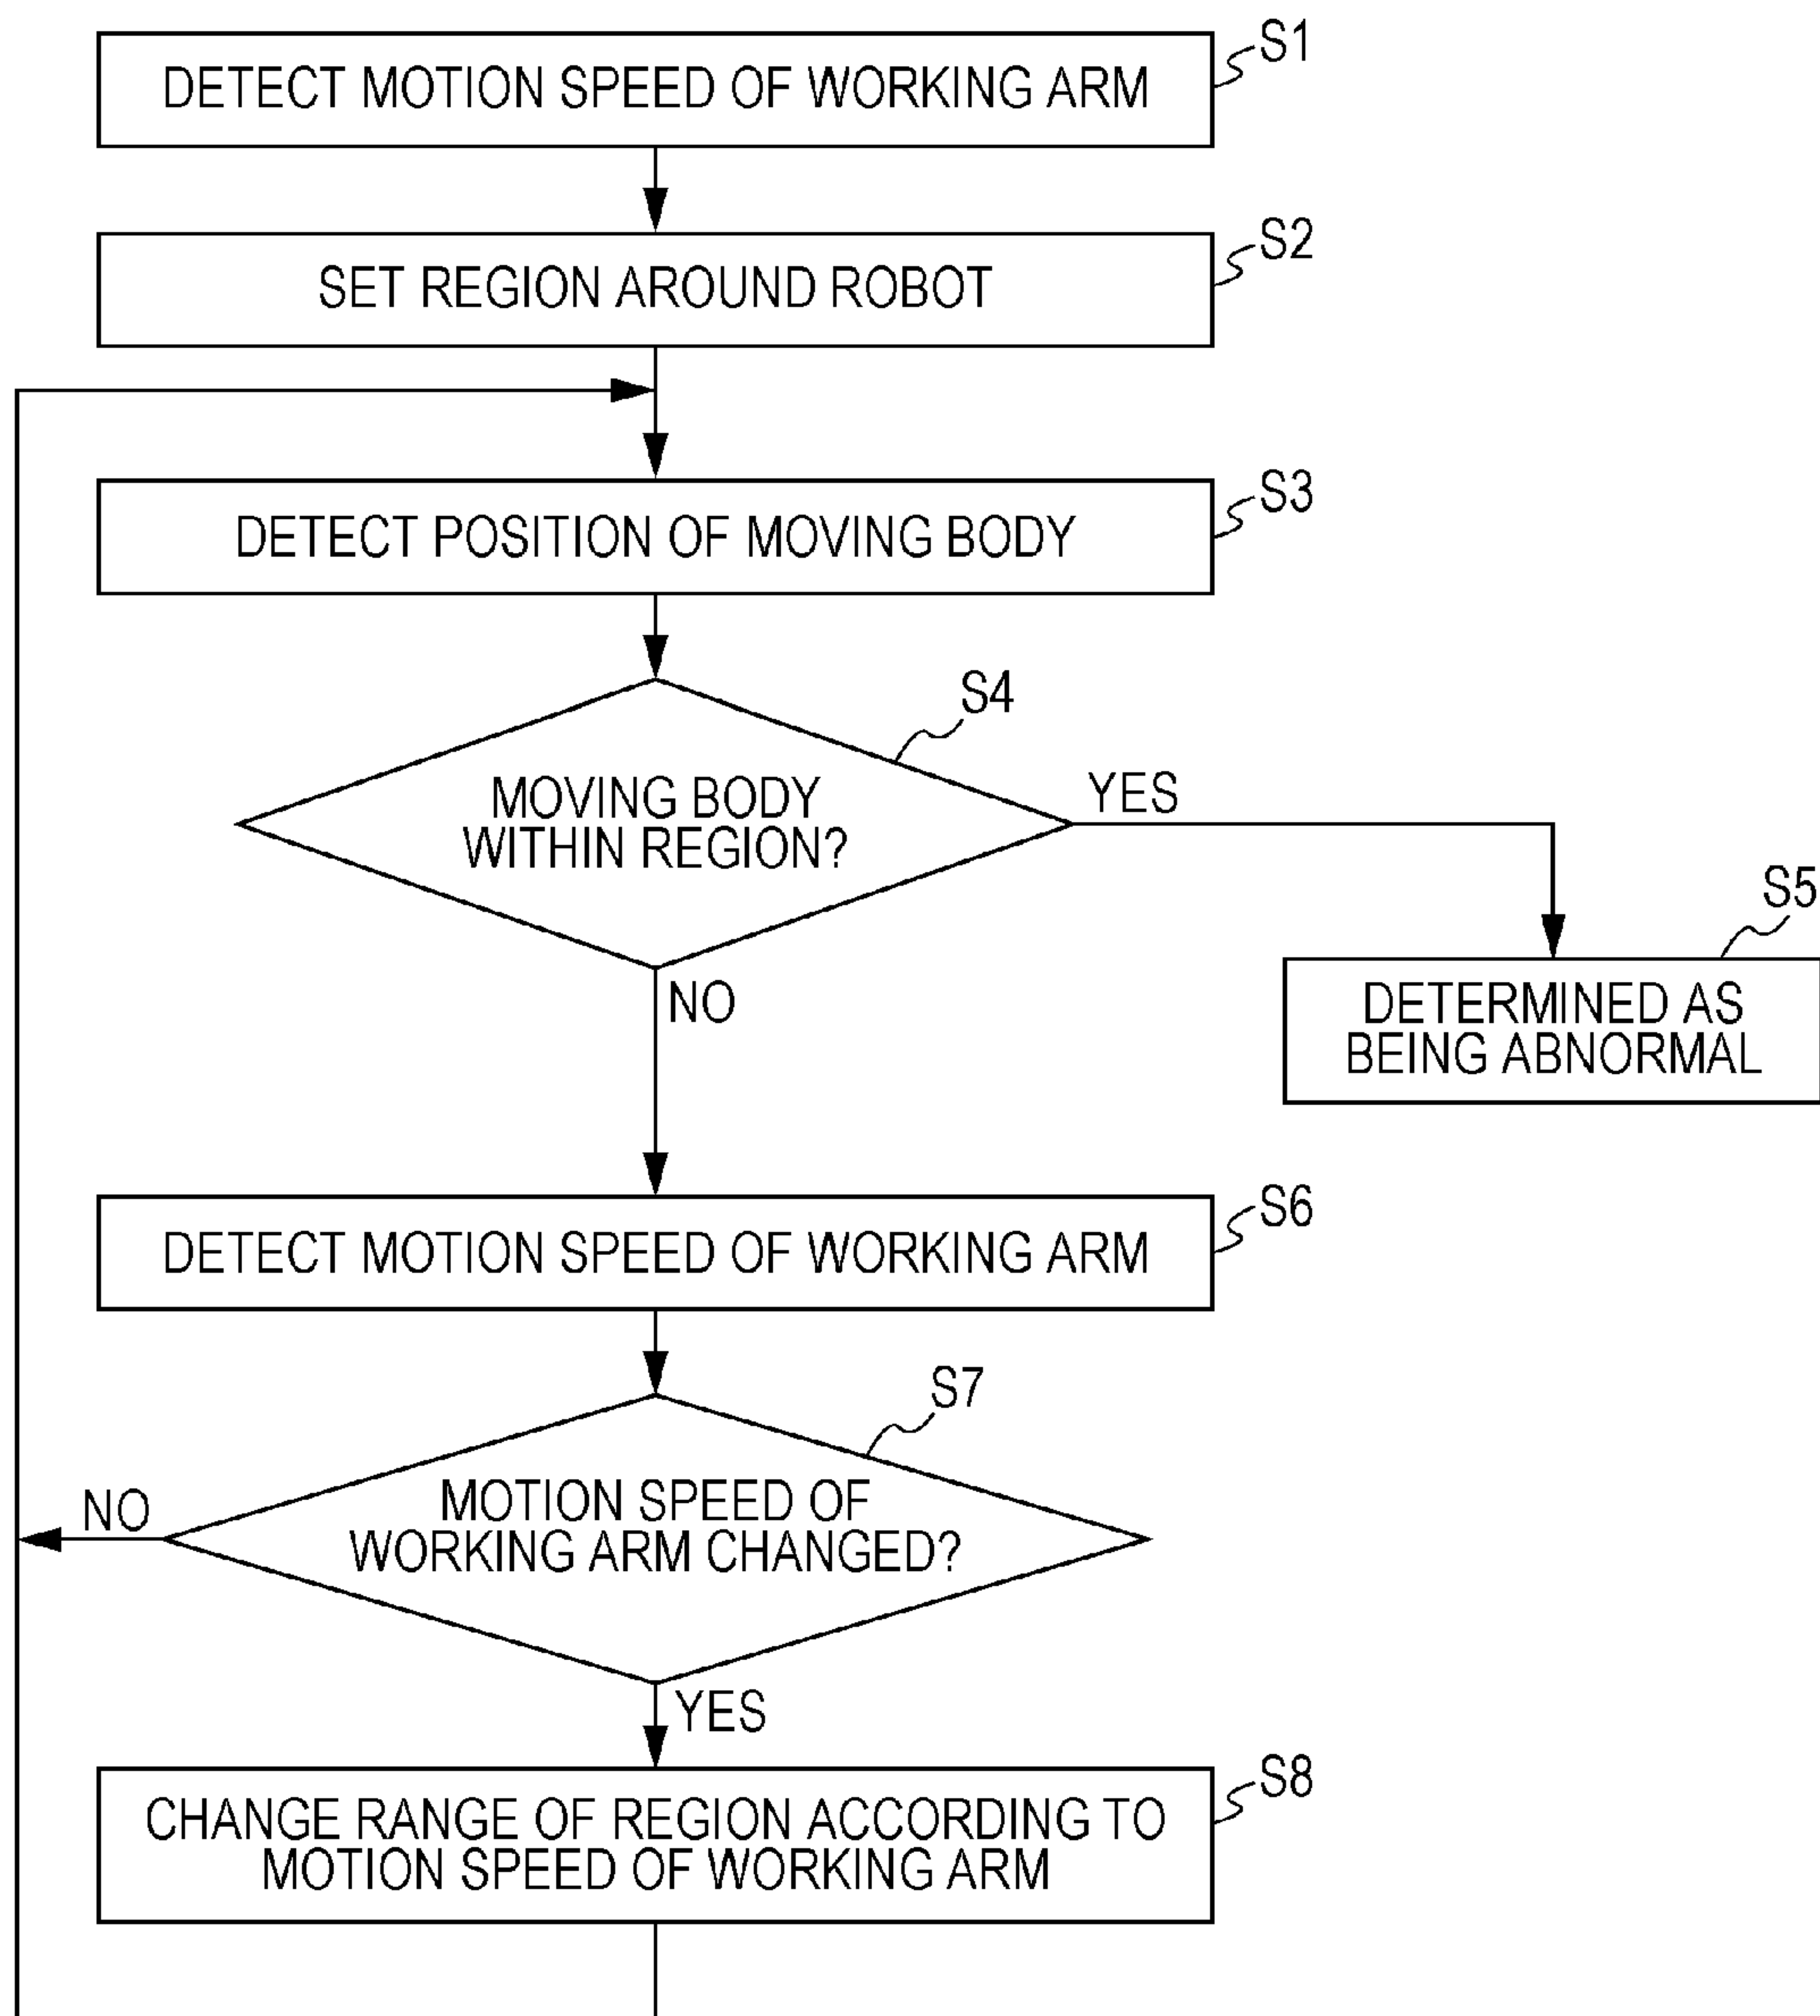 DETECT MOTION SPEED OF WORKING ARM
S1
SET REGION AROUND ROBOT
S2
DETECT POSITION OF MOVING BODY
S3
S4
MOVING BODY
WITHIN REGION?
YES
NO
S5
DETERMINED AS
BEING ABNORMAL
DETECT MOTION SPEED OF WORKING ARM
S6
S7
MOTION SPEED OF
WORKING ARM CHANGED?
NO
YES
CHANGE RANGE OF REGION ACCORDING TO
MOTION SPEED OF WORKING ARM
S8